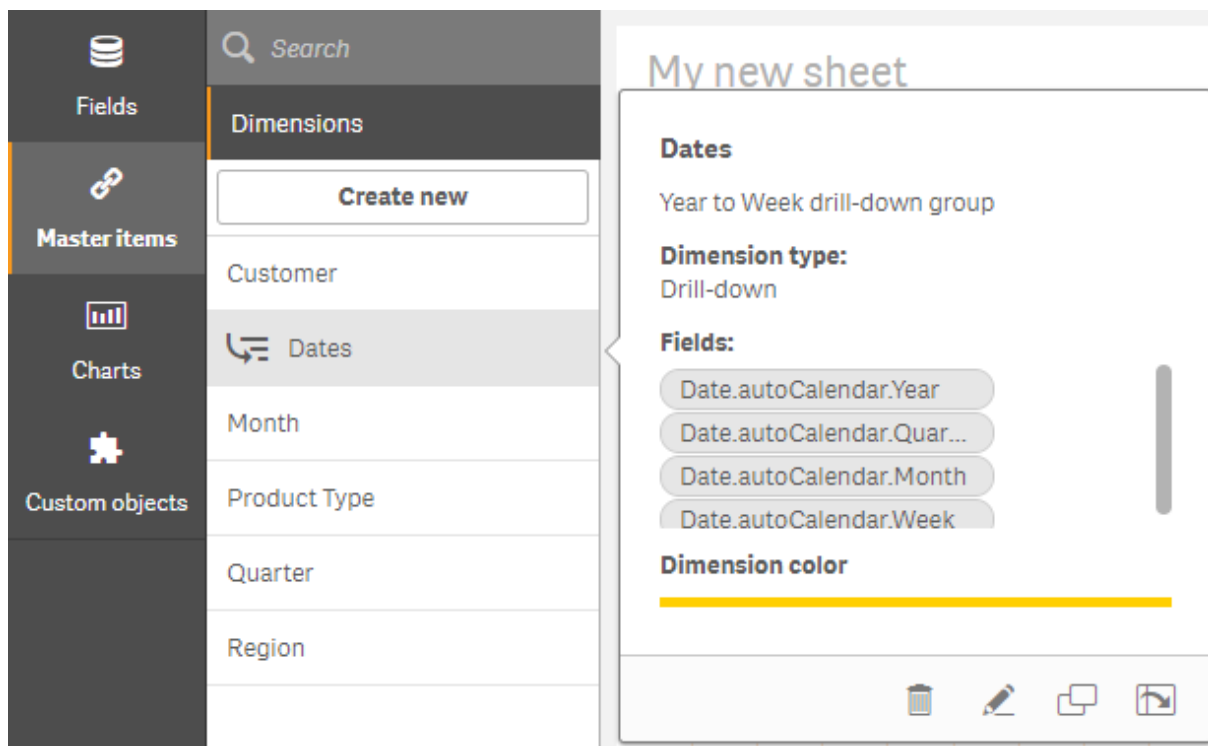 Fields
Master items
Charts
Custom objects
Search
Dimensions
Create new
Customer
Dates
Month
Product Type
Quarter
Region
My new sheet
Dates
Year to Week drill-down group
Dimension type:
Drill-down
Fields:
Date.autoCalendar.Year
Date.autoCalendar.Quar...
Date.autoCalendar.Month
Date.autoCalendar.Week
Dimension color